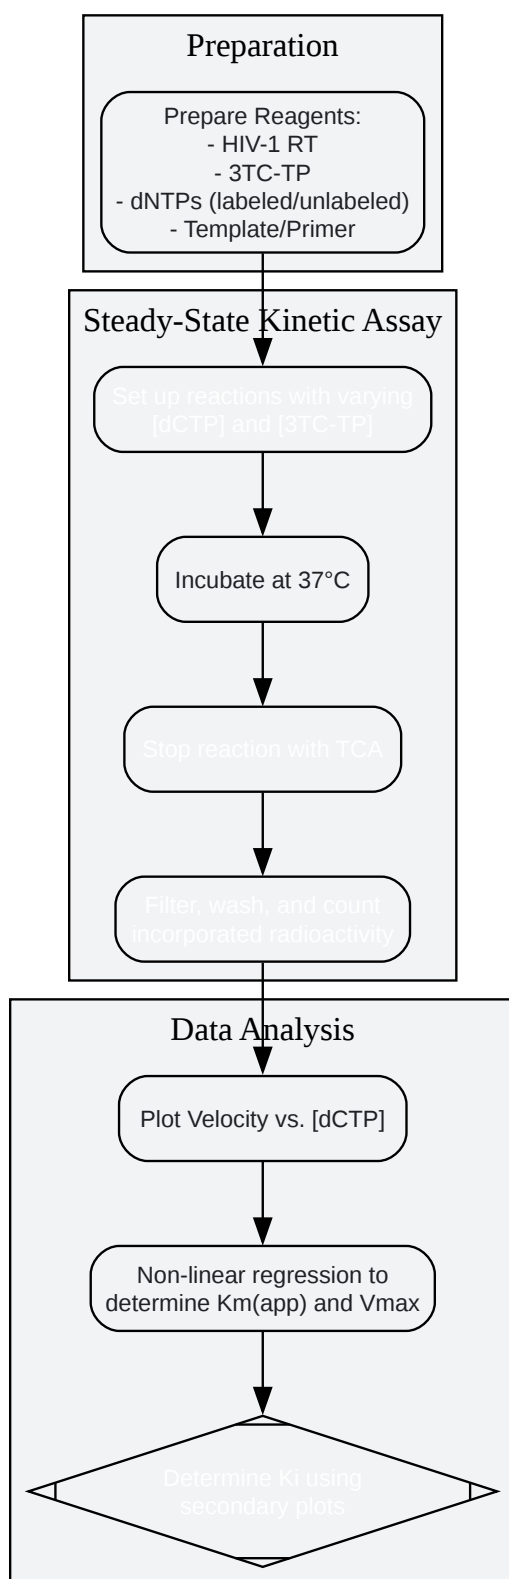 Preparation
Prepare Reagents:
- HIV-1 RT
- 3TC-TP
- dNTPs (labeled/unlabeled)
- Template/Primer
Steady-State Kinetic Assay
Set up reactions with varying
[dCTP] and [3TC-TP]
Incubate at 37°C
Stop reaction with TCA
Filter, wash, and count
incorporated radioactivity
Data Analysis
Plot Velocity vs. [dCTP]
Non-linear regression to
determine Km(app) and Vmax
Determine Ki using
secondary plots